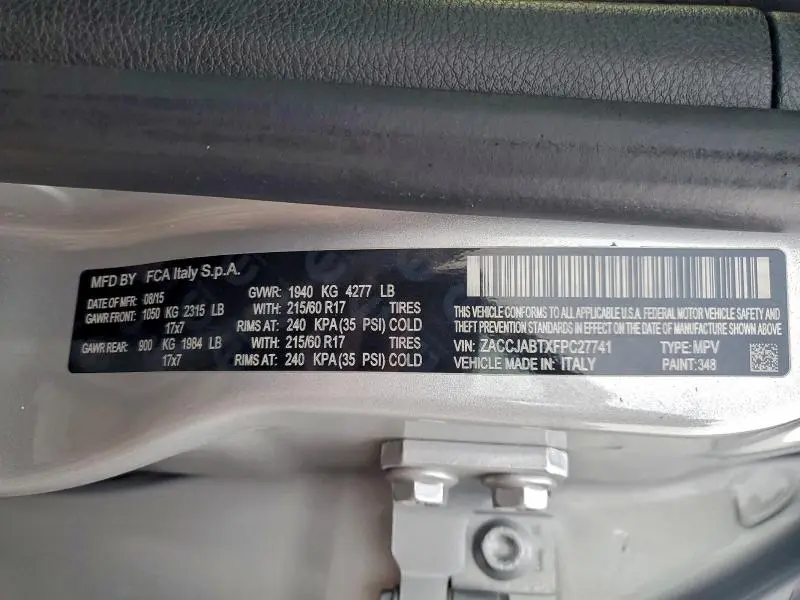 MFD BY FCA Italy S.p.A.
DATE OF MFR: 08/15 GVWR: 1940 KG 4277 LB
GAWR FRONT: 1050 KG 2315 LB WITH: 215/60 R17 TIRES
17x7 RIMS AT: 240 KPA(35 PSI) COLD
GAWR REAR: 900 KG 1984 LB WITH: 215/60 R17 TIRES
17x7 RIMS AT: 240 KPA(35 PSI) COLD
THIS VEHICLE CONFORMS TO ALL APPLICABLE U.S.A. FEDERAL MOTOR VEHICLE SAFETY AND
THEFT PREVENTION STANDARDS IN EFFECT ON THE DATE OF MANUFACTURE SHOWN ABOVE
VIN: ZACCJABTXFPC27741 TYPE: MPV
VEHICLE MADE IN: ITALY PAINT:348